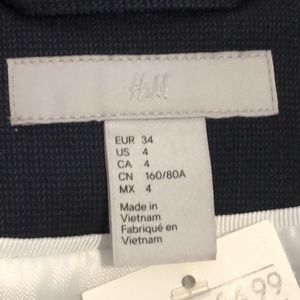 H&M
EUR 34
US 4
CA 4
CN 160/80A
MX 4
Made in
Vietnam
Fabriqué en
Vietnam